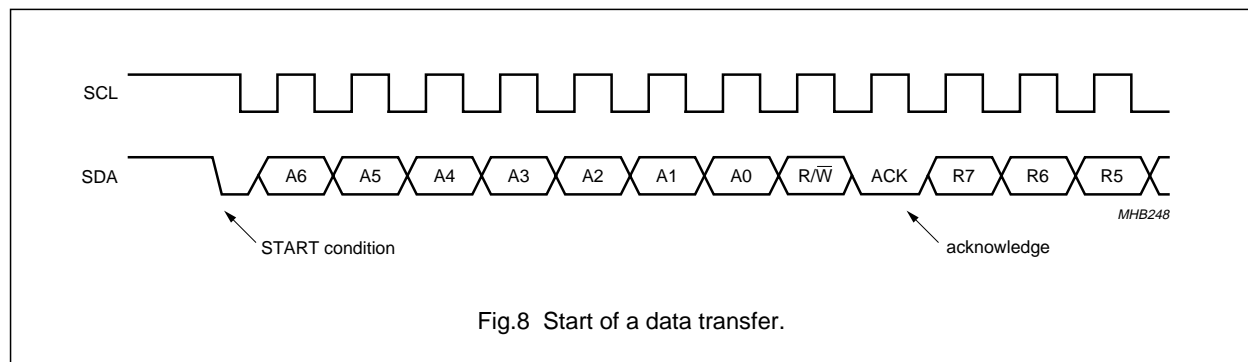 SCL
SDA A6 A5 A4 A3 A2 A1 A0 R/W̅ ACK R7 R6 R5
MHB248
START condition acknowledge
Fig.8 Start of a data transfer.